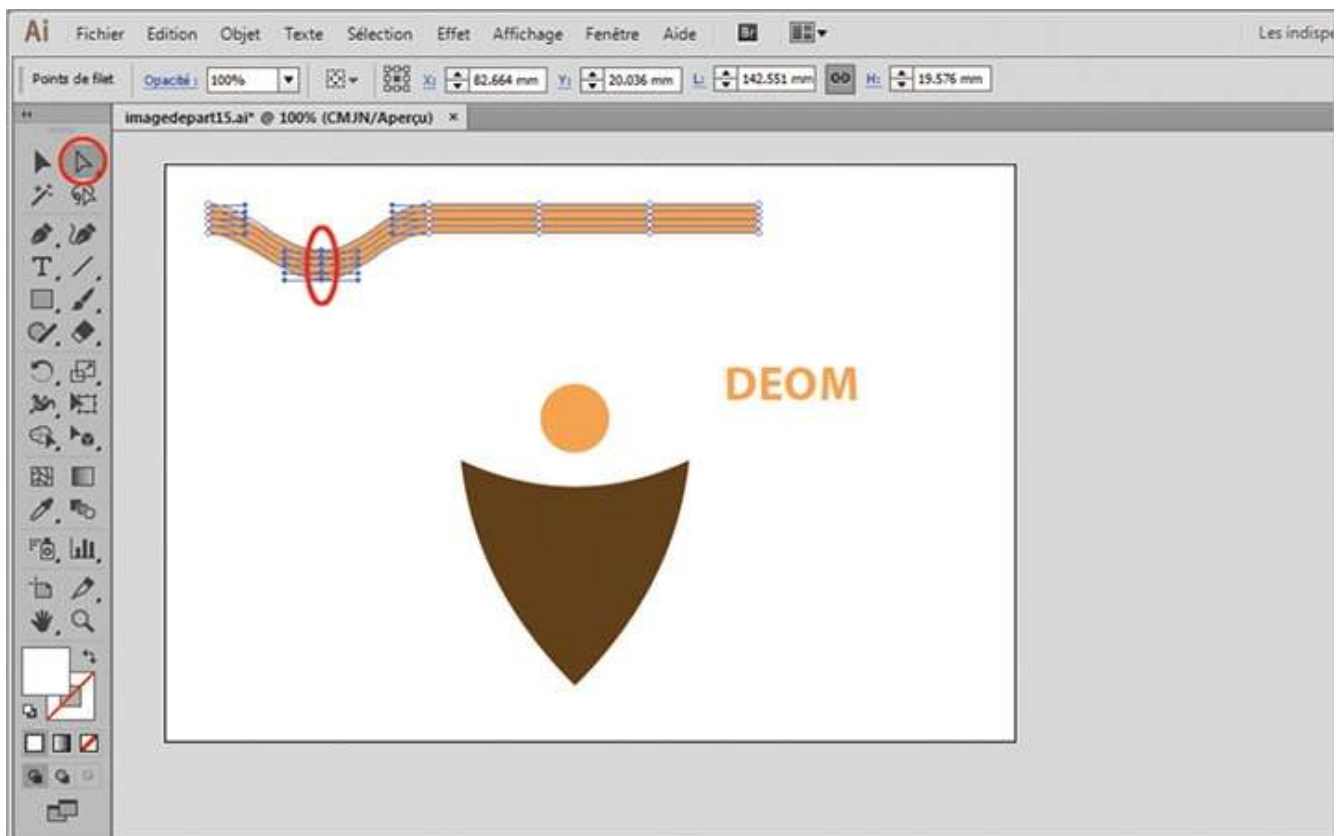 Ai Fichier Edition Objet Texte Sélection Effet Affichage Fenêtre Aide Br Les indispe
Points de filet Opacité : 100% X: 82.664 mm Y: 20.036 mm L: 142.551 mm H: 19.576 mm
imagedepart15.ai* @ 100% (CMJN/Aperçu) ×
T
DEOM